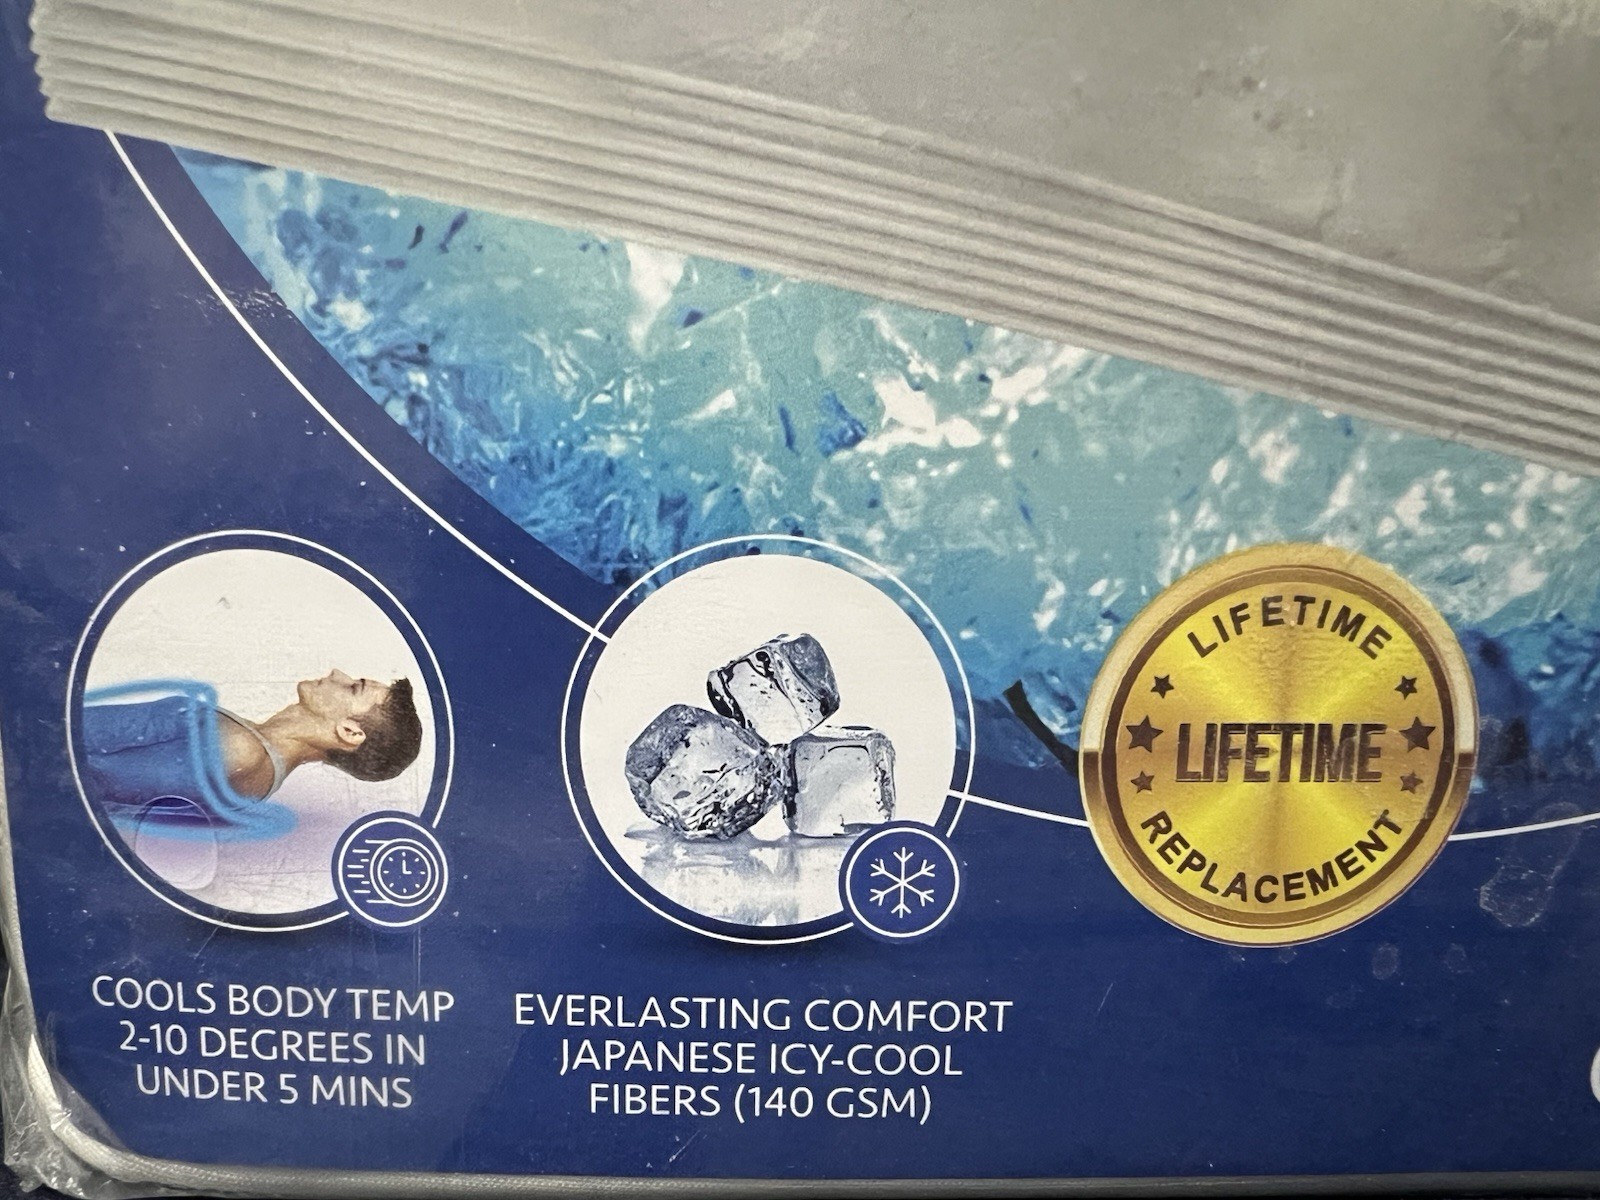 COOLS BODY TEMP
2-10 DEGREES IN
UNDER 5 MINS
EVERLASTING COMFORT
JAPANESE ICY-COOL
FIBERS (140 GSM)
LIFETIME
LIFETIME
REPLACEMENT